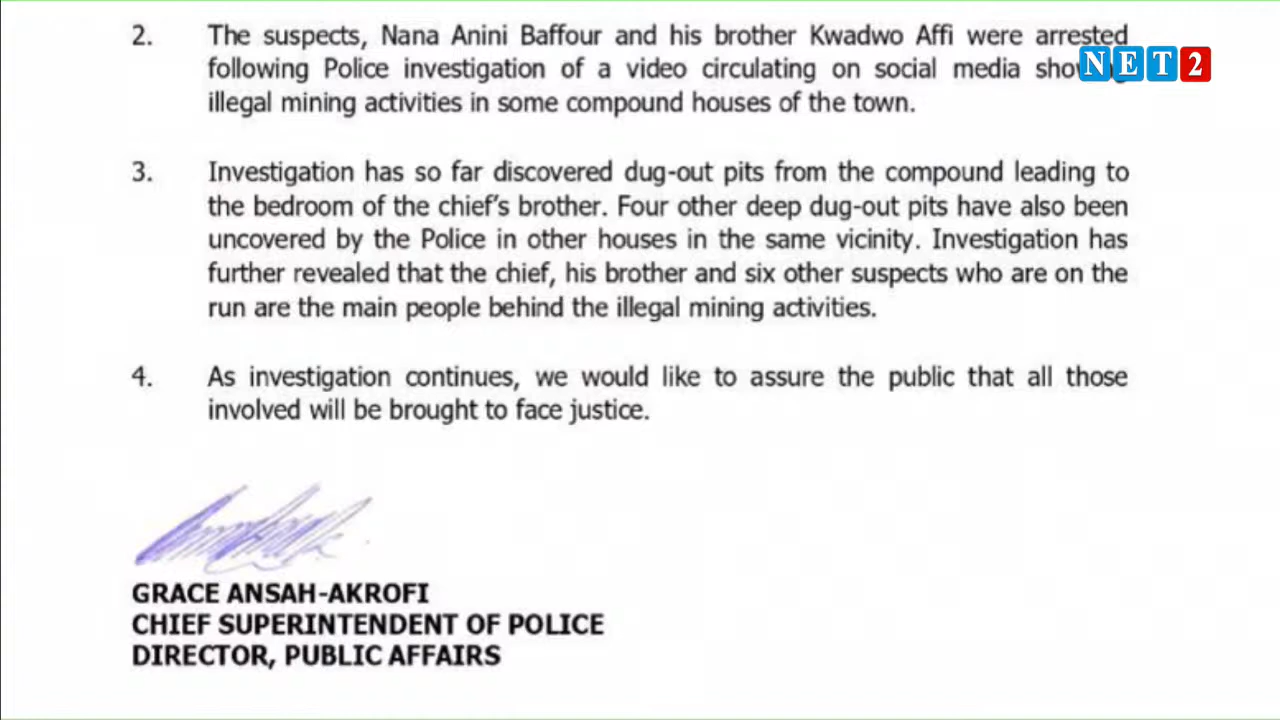 2. The suspects, Nana Anini Baffour and his brother Kwadwo Affi were arrested
following Police investigation of a video circulating on social media
illegal mining activities in some compound houses of the town.
NET2
3. Investigation has so far discovered dug-out pits from the compound leading to
the bedroom of the chief's brother. Four other deep dug-out pits have also been
uncovered by the Police in other houses in the same vicinity. Investigation has
further revealed that the chief, his brother and six other suspects who are on the
run are the main people behind the illegal mining activities.
4. As investigation continues, we would like to assure the public that all those
involved will be brought to face justice.
GRACE ANSAH-AKROFI
CHIEF SUPERINTENDENT OF POLICE
DIRECTOR, PUBLIC AFFAIRS